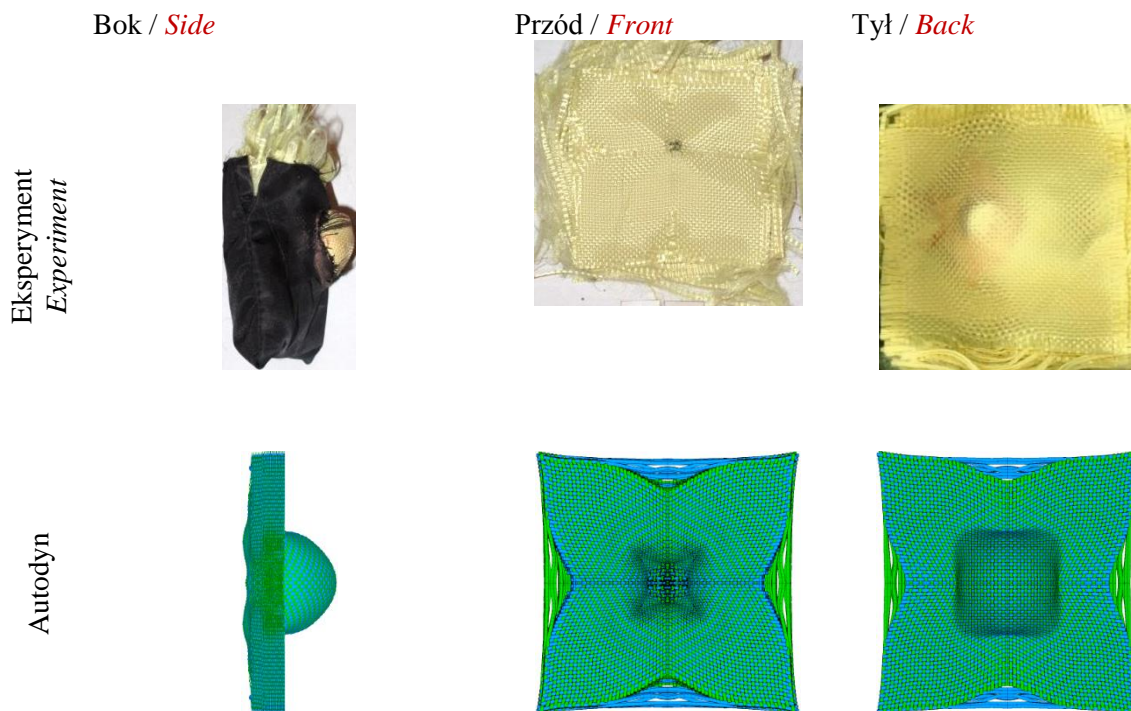 Bok / Side
Przód / Front
Tył / Back
Eksperyment
Experiment
Autodyn